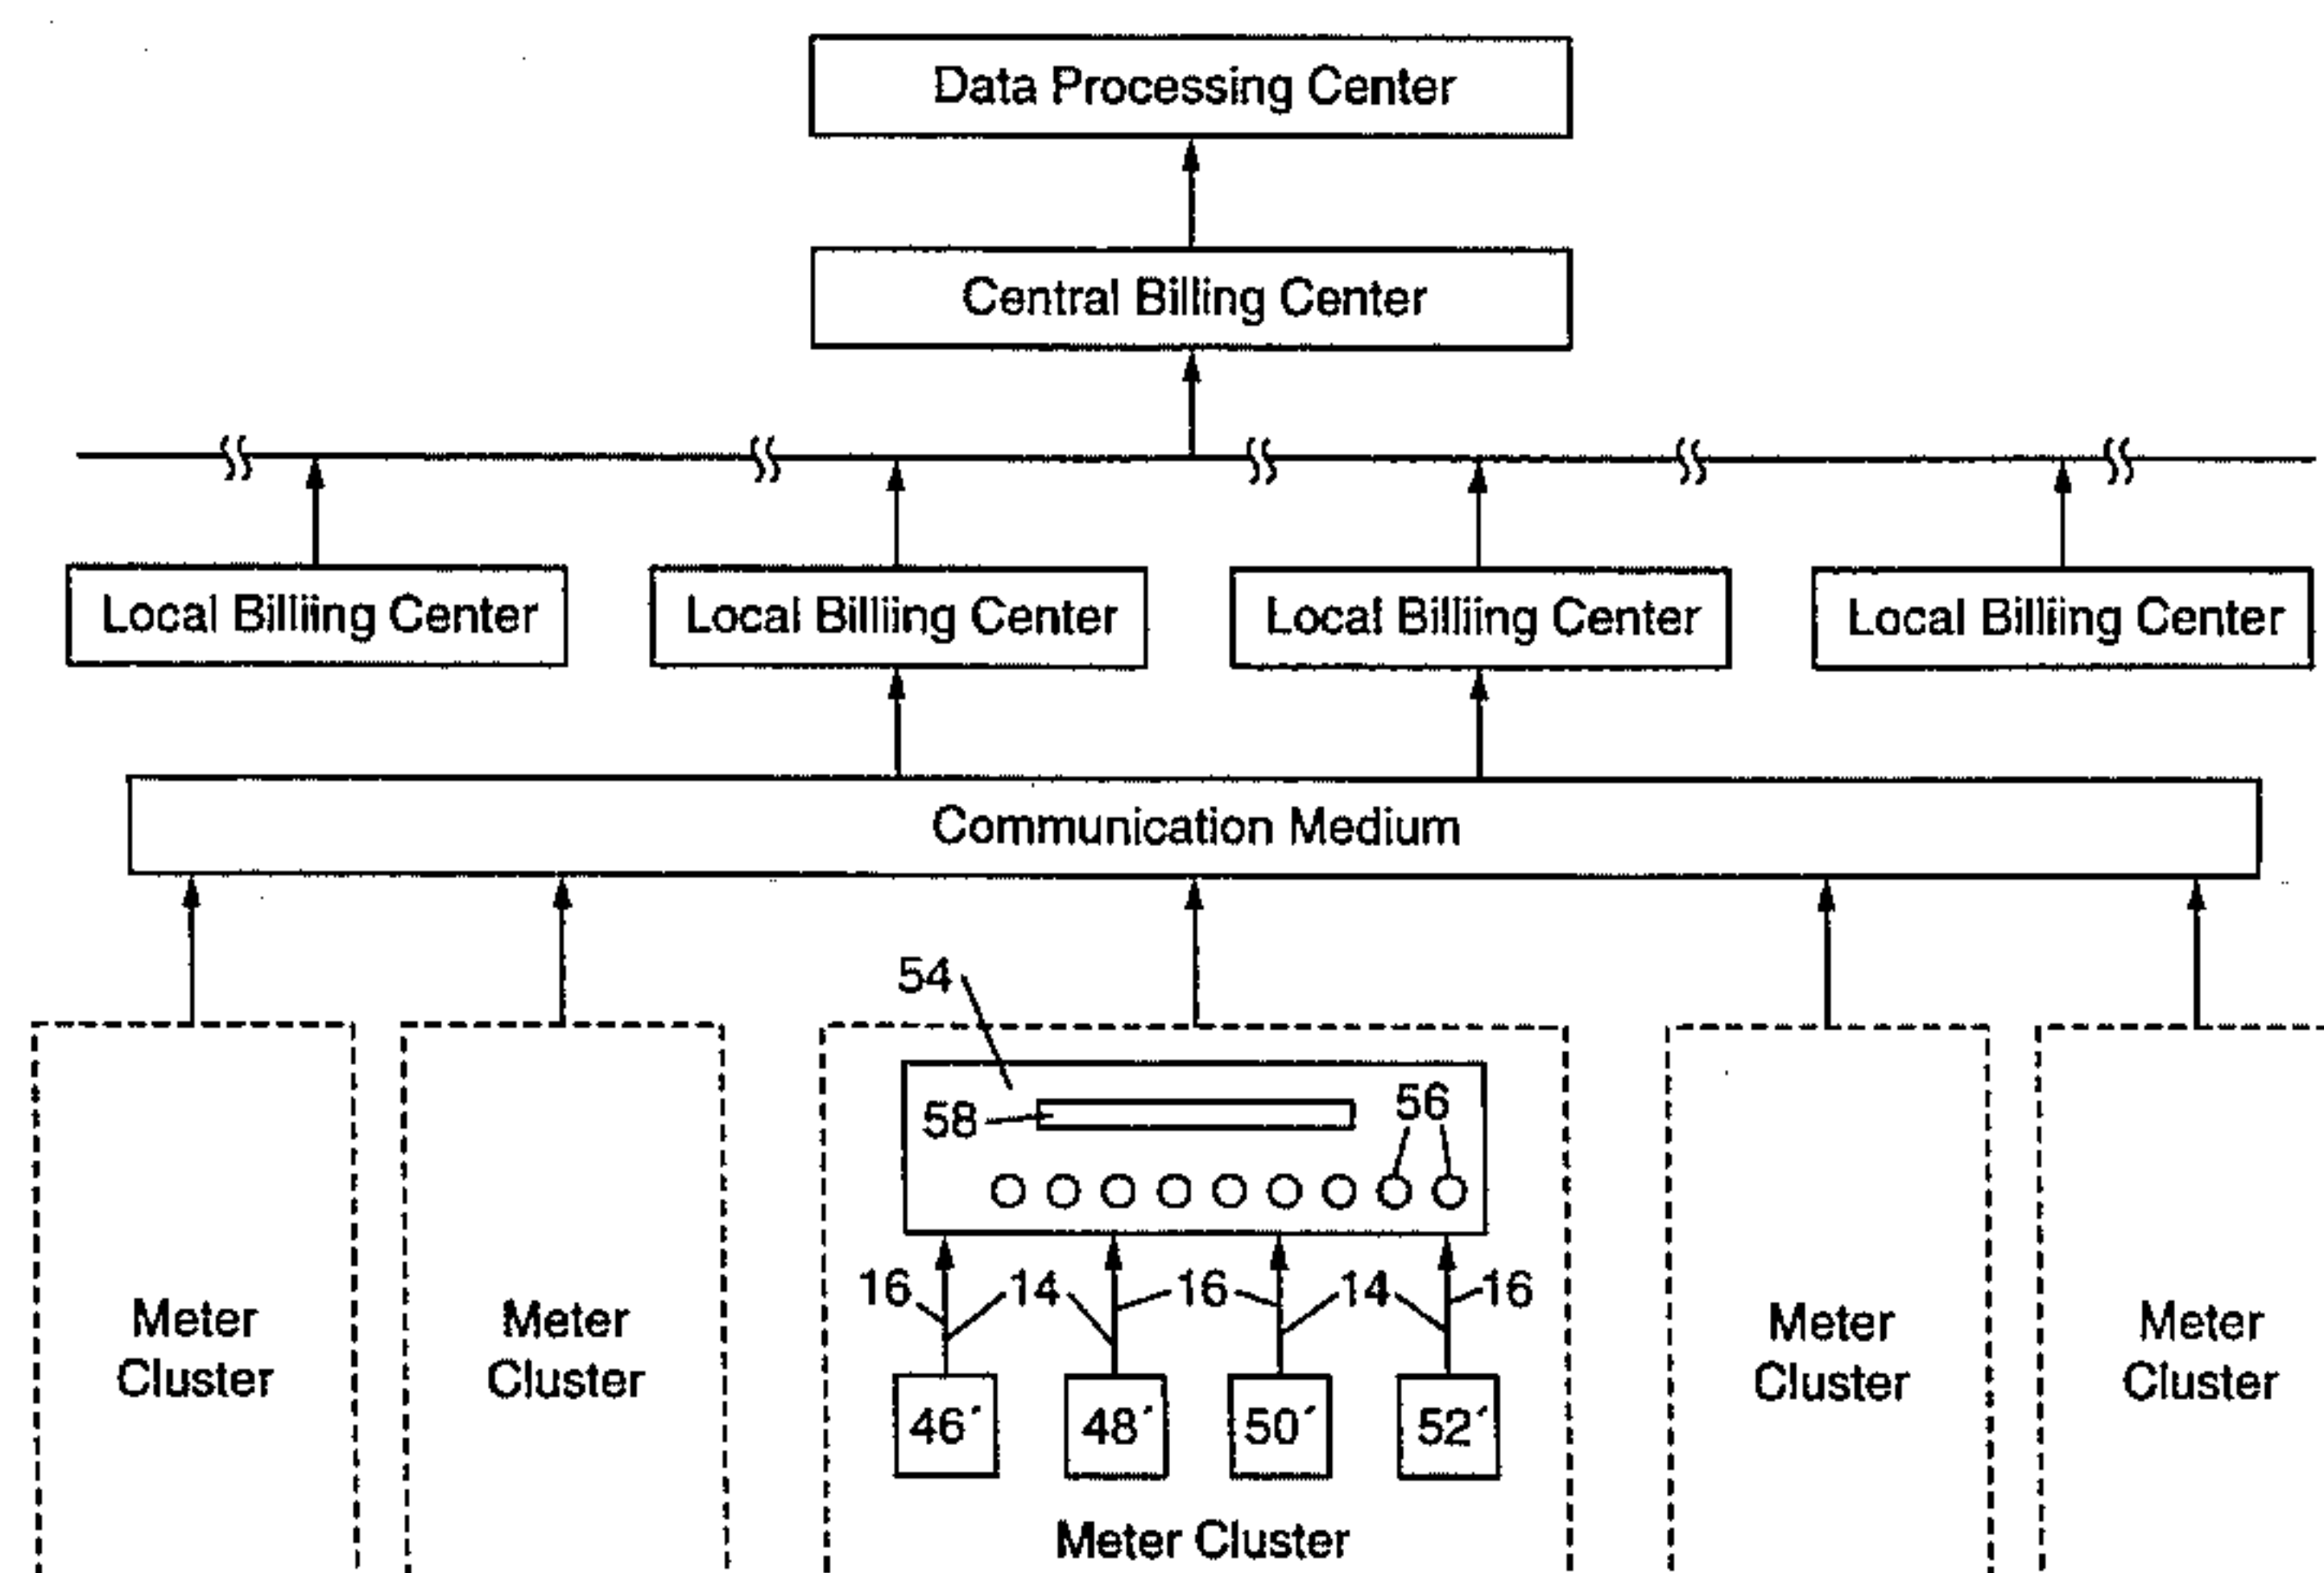 Data Processing Center
Central Billing Center
Local Billiing Center
Local Billiing Center
Local Billiing Center
Local Billiing Center
Communication Medium
54
58
56
16
14
16
14
16
46´
48´
50´
52´
Meter
Cluster
Meter
Cluster
Meter Cluster
Meter
Cluster
Meter
Cluster